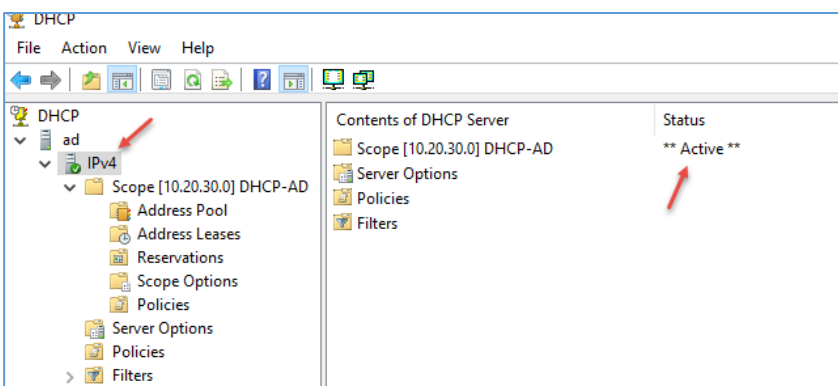 DHCP
File Action View Help
DHCP
ad
IPv4
Scope [10.20.30.0] DHCP-AD
Address Pool
Address Leases
Reservations
Scope Options
Policies
Server Options
Policies
Filters
Contents of DHCP Server Status
Scope [10.20.30.0] DHCP-AD ** Active **
Server Options
Policies
Filters